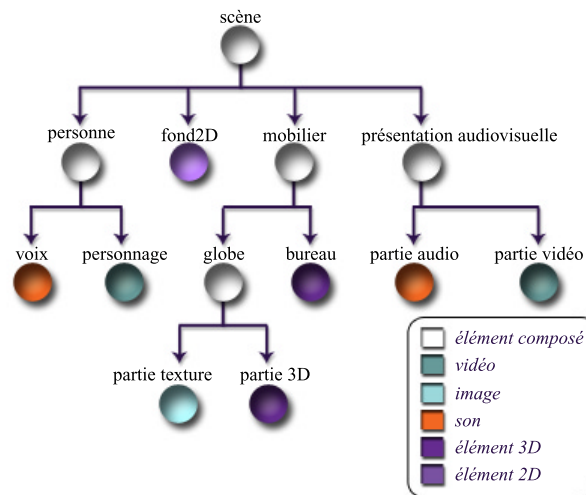 scène
personne
fond2D
mobilier
présentation audiovisuelle
voix
personnage
globe
bureau
partie audio
partie vidéo
partie texture
partie 3D
élément composé
vidéo
image
son
élément 3D
élément 2D